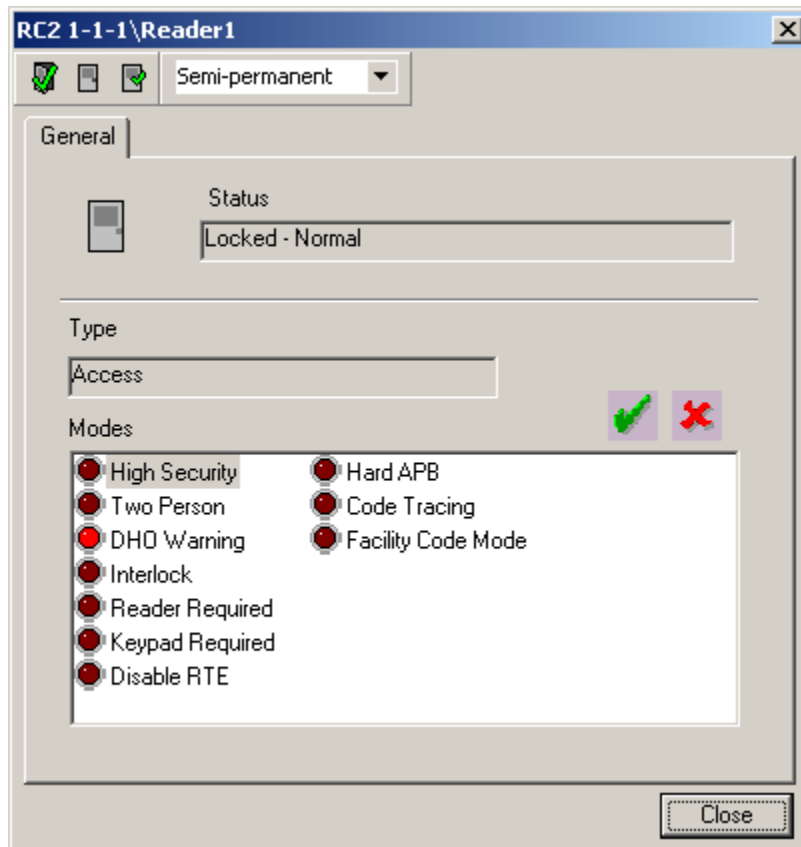 RC2 1-1-1\Reader1
Semi-permanent
General
Status
Locked - Normal
Type
Access
Modes
High Security
Two Person
DHO Warning
Interlock
Reader Required
Keypad Required
Disable RTE
Hard APB
Code Tracing
Facility Code Mode
Close